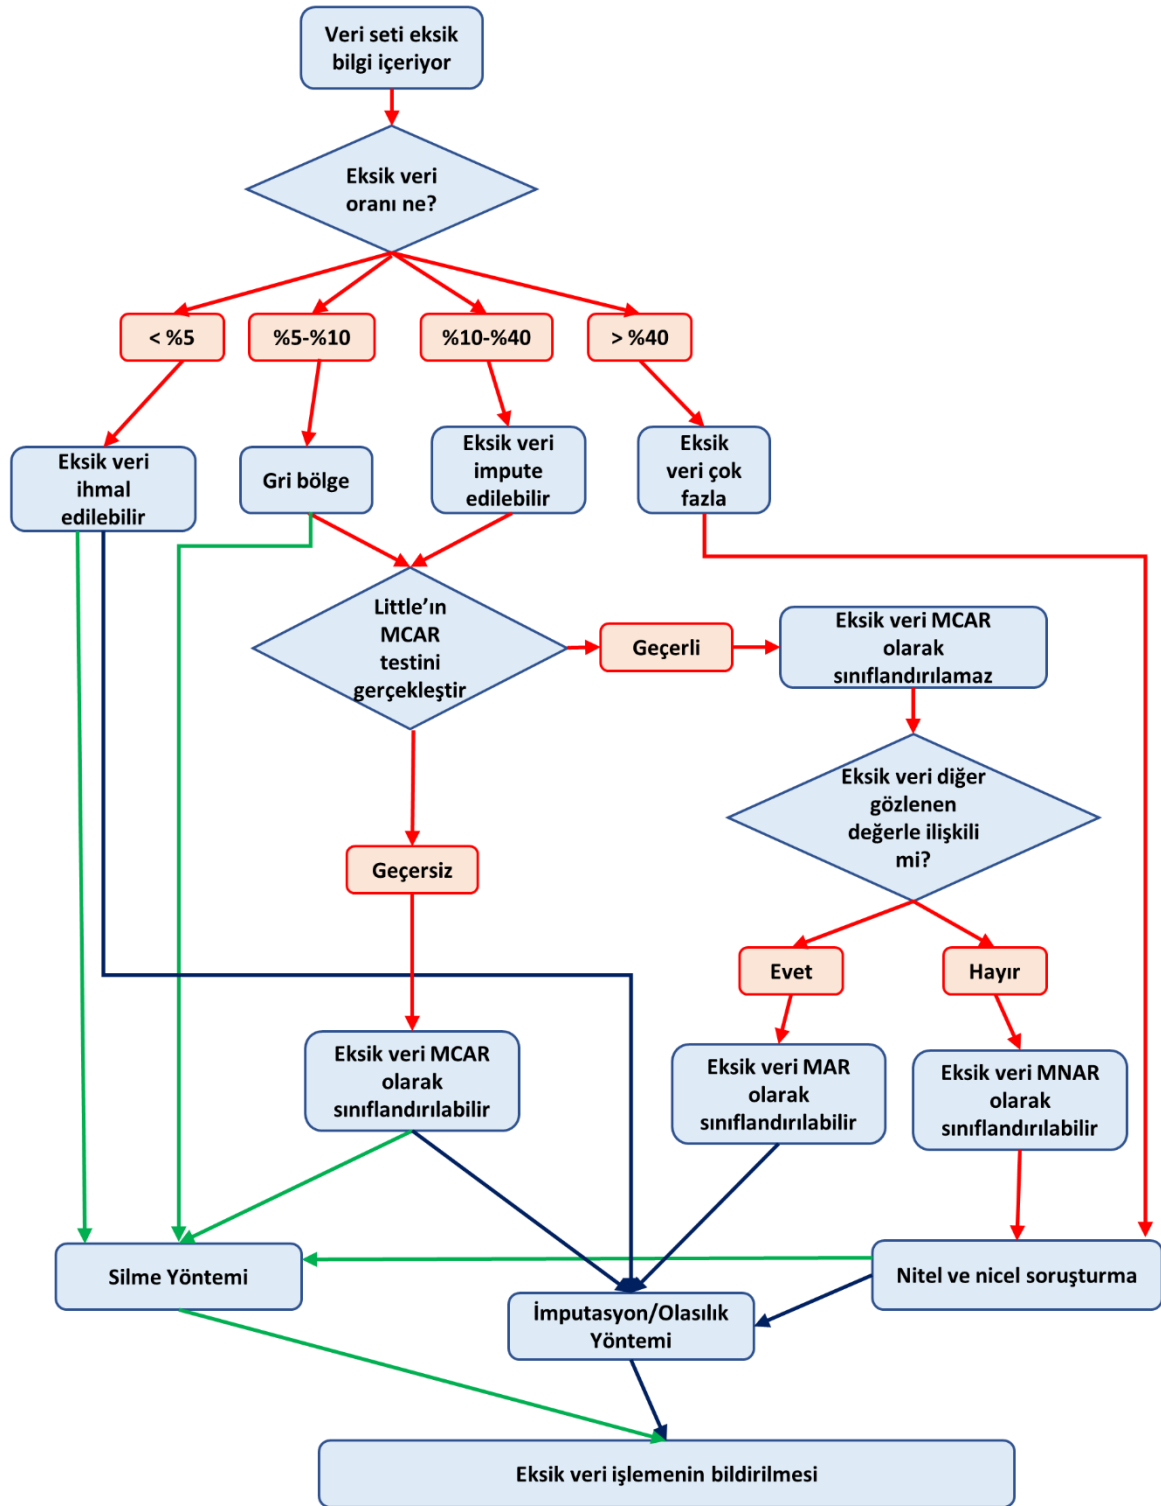 Veri seti eksik
bilgi içeriyor
Eksik veri
oranı ne?
< %5
%5-%10
%10-%40
> %40
Eksik veri
ihmal
edilebilir
Gri bölge
Eksik veri
impute
edilebilir
Eksik
veri çok
fazla
Little’ın
MCAR
testini
gerçekleştir
Geçerli
Eksik veri MCAR
olarak
sınıflandırılamaz
Eksik veri diğer
gözlenen
değerle ilişkili
mi?
Geçersiz
Evet
Hayır
Eksik veri MCAR
olarak
sınıflandırılabilir
Eksik veri MAR
olarak
sınıflandırılabilir
Eksik veri MNAR
olarak
sınıflandırılabilir
Silme Yöntemi
Nitel ve nicel soruşturma
İmputasyon/Olasılık
Yöntemi
Eksik veri işlemenin bildirilmesi